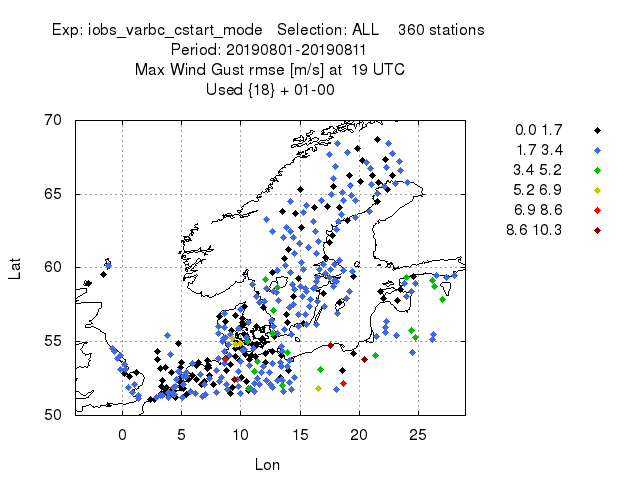 Exp: iobs_varbc_cstart_mode   Selection: ALL    360 stations
Period: 20190801-20190811
Max Wind Gust rmse [m/s] at  19 UTC
Used {18} + 01-00
70
65
60
55
50
Lat
0 5 10 15 20 25
Lon
0.0 1.7
1.7 3.4
3.4 5.2
5.2 6.9
6.9 8.6
8.6 10.3